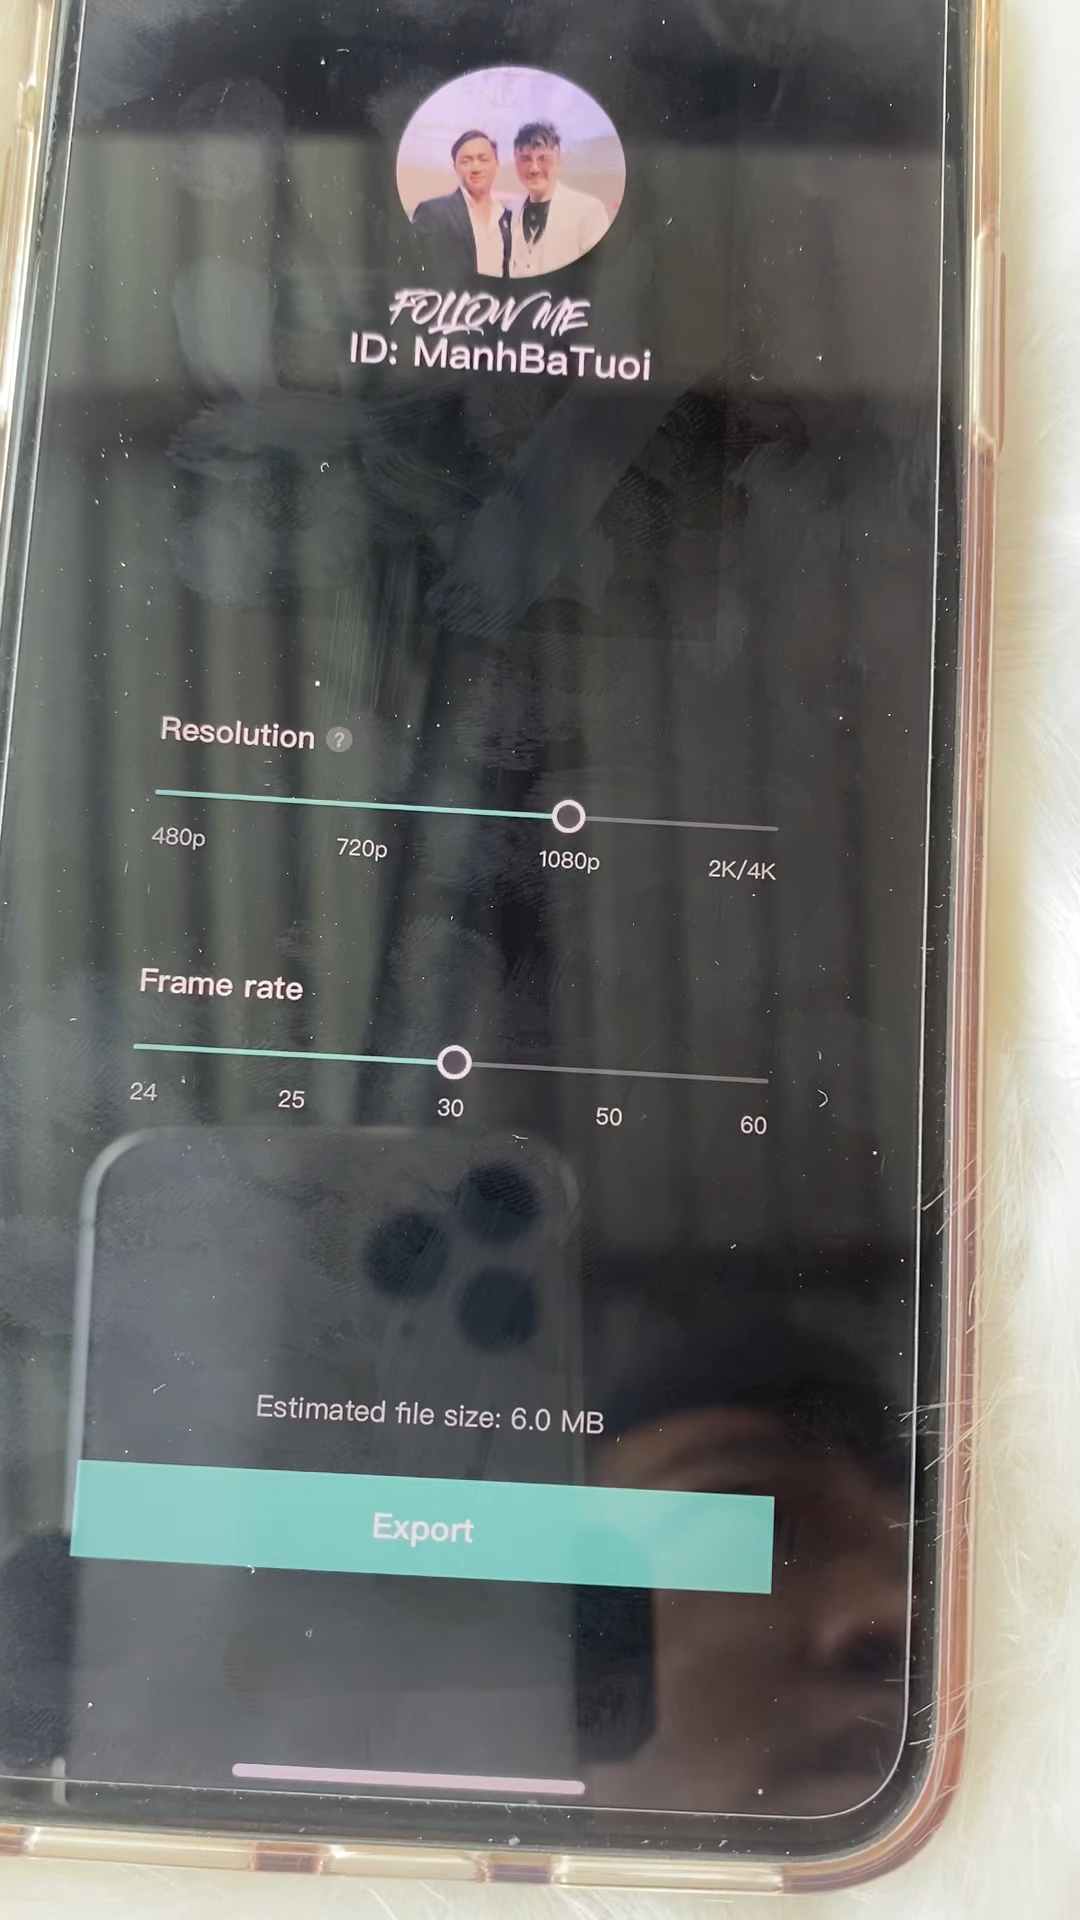 FOLLOW ME
ID: ManhBaTuoi
Resolution ?
480p 720p 1080p 2K/4K
Frame rate
24 25 30 50 60
Estimated file size: 6.0 MB
Export